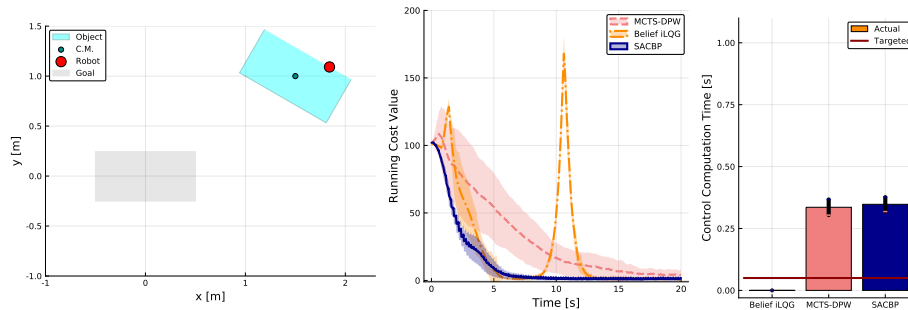 Object
C.M.
Robot
Goal
1.5
1.0
0.5
0.0
-0.5
-1.0
-1
0
1
2
x [m]
y [m]
200
150
100
50
0
0
5
10
15
20
Time [s]
Running Cost Value
MCTS-DPW
Belief iLQG
SACBP
1.00
0.75
0.50
0.25
0.00
Control Computation Time [s]
Actual
Targeted
Belief iLQG
MCTS-DPW
SACBP